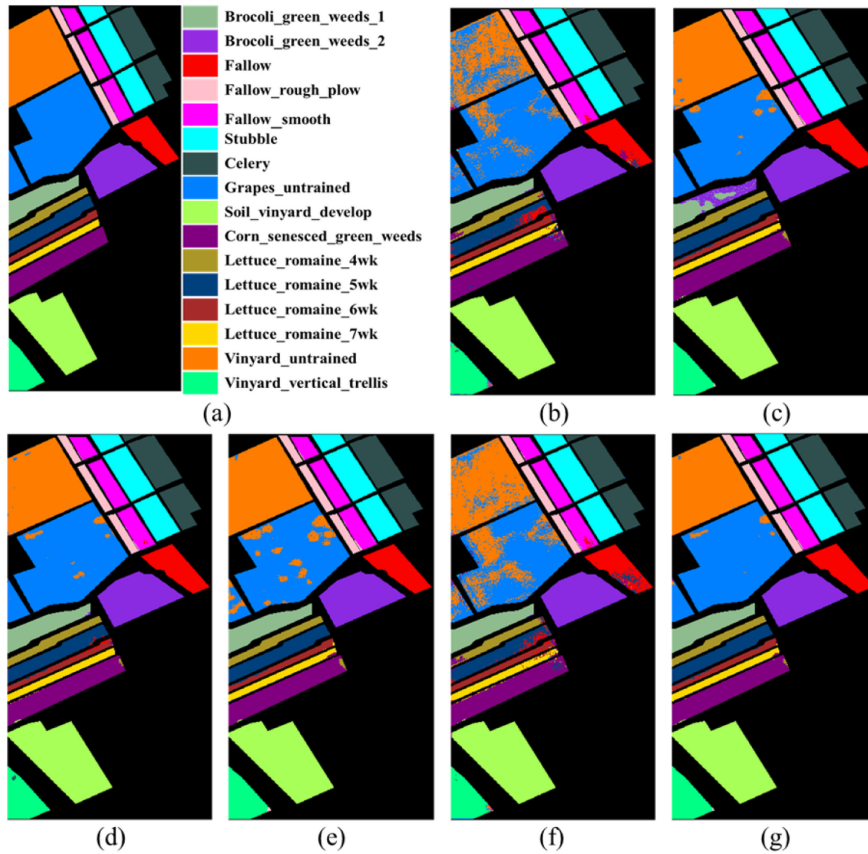 Brocoli_green_weeds_1
Brocoli_green_weeds_2
Fallow
Fallow_rough_plow
Fallow_smooth
Stubble
Celery
Grapes_untrained
Soil_vinyard_develop
Corn_senesced_green_weeds
Lettuce_romaine_4wk
Lettuce_romaine_5wk
Lettuce_romaine_6wk
Lettuce_romaine_7wk
Vinyard_untrained
Vinyard_vertical_trellis
(a) (b) (c)
(d) (e) (f) (g)